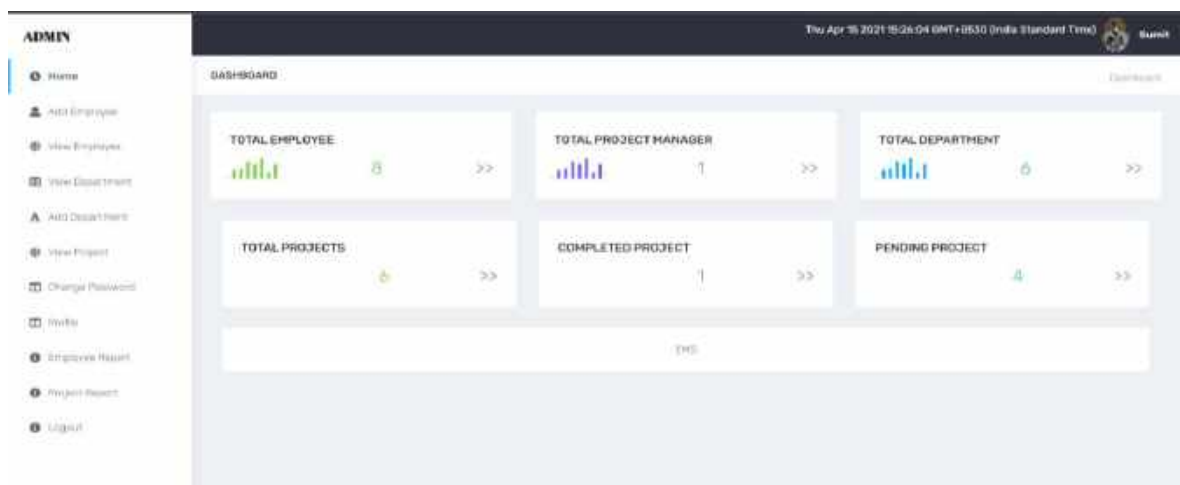 ADMIN
Thu Apr 15 2021 15:26:04 GMT+0530 (India Standard Time)
Sumit
Home
DASHBOARD
Dashboard
Add Employee
View Employee
View Department
Add Department
View Project
Change Password
Profile
Employee Report
Project Report
Logout
TOTAL EMPLOYEE
8 >>
TOTAL PROJECT MANAGER
1 >>
TOTAL DEPARTMENT
6 >>
TOTAL PROJECTS
6 >>
COMPLETED PROJECT
1 >>
PENDING PROJECT
4 >>
EMS